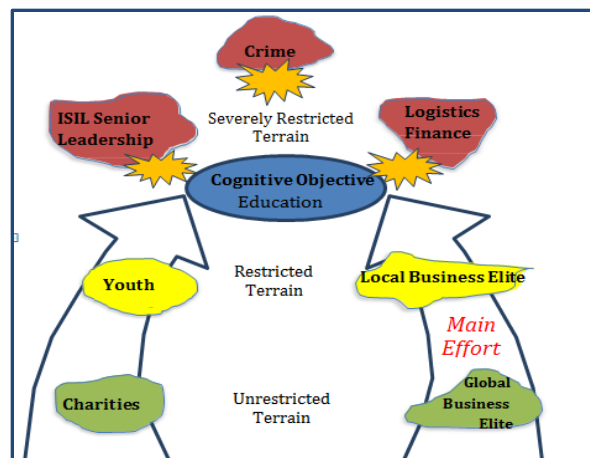 Crime
ISIL Senior
Leadership
Severely Restricted
Terrain
Logistics
Finance
Cognitive Objective
Education
Youth
Restricted
Terrain
Local Business Elite
Main
Effort
Charities
Unrestricted
Terrain
Global
Business
Elite